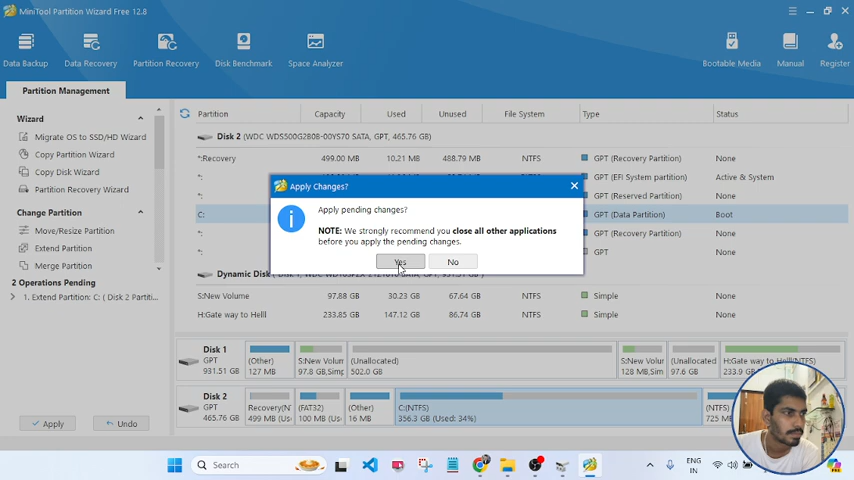 MiniTool Partition Wizard Free 12.8
Data Backup
Data Recovery
Partition Recovery
Disk Benchmark
Space Analyzer
Bootable Media
Manual
Register
Partition Management
Wizard
Migrate OS to SSD/HD Wizard
Copy Partition Wizard
Copy Disk Wizard
Partition Recovery Wizard
Change Partition
Move/Resize Partition
Extend Partition
Merge Partition
2 Operations Pending
1. Extend Partition: C: ( Disk 2 Partiti...
Apply
Undo
Partition Capacity Used Unused File System Type Status
Disk 2 (WDC WDS500G2B0B-00YS70 SATA, GPT, 465.76 GB)
*:Recovery 499.00 MB 10.21 MB 488.79 MB NTFS GPT (Recovery Partition) None
*: GPT (EFI System partition) Active & System
*: GPT (Reserved Partition) None
C: GPT (Data Partition) Boot
*: GPT (Recovery Partition) None
*: GPT None
Apply Changes?
Apply pending changes?
NOTE: We strongly recommend you close all other applications
before you apply the pending changes.
Yes No
S:New Volume 97.88 GB 30.23 GB 67.64 GB NTFS Simple None
H:Gate way to Helll 233.85 GB 147.12 GB 86.74 GB NTFS Simple None
Disk 1
GPT
931.51 GB
(Other)
127 MB
S:New Volum
97.8 GB,Simp
(Unallocated)
502.0 GB
S:New Volur
128 MB,Sim
(Unallocated)
97.6 GB
H:Gate way to Helll(NTFS)
233.9
Disk 2
GPT
465.76 GB
Recovery(N
499 MB (Us
(FAT32)
100 MB (Us
(Other)
16 MB
C:(NTFS)
356.3 GB (Used: 34%)
(NTFS)
725 M
Search
ENG
IN